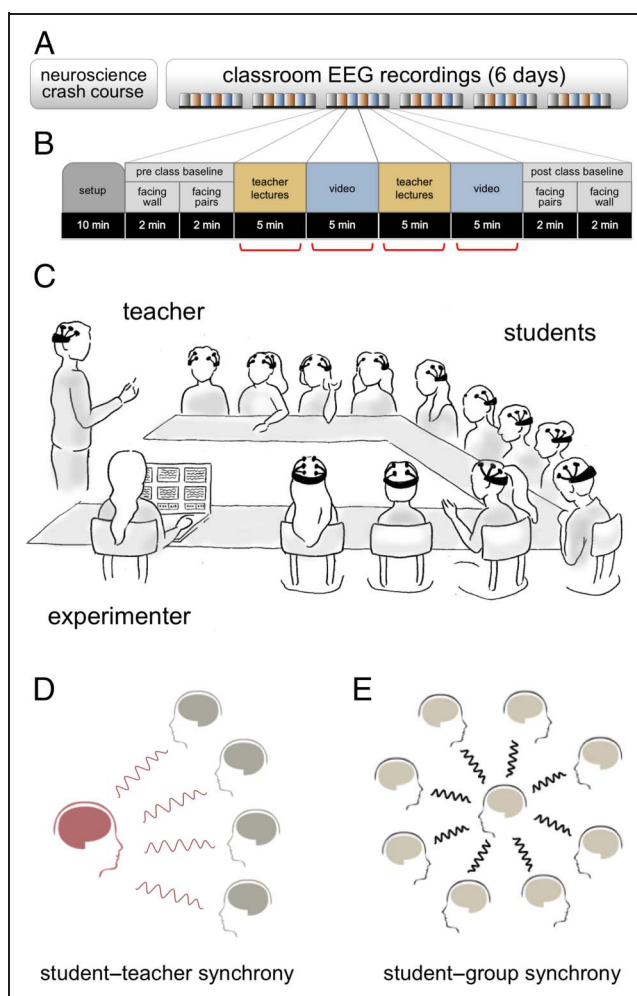 A
neuroscience
crash course
classroom EEG recordings (6 days)
B
setup
pre class baseline
facing
wall
facing
pairs
teacher
lectures
video
teacher
lectures
video
post class baseline
facing
pairs
facing
wall
10 min
2 min
2 min
5 min
5 min
5 min
5 min
2 min
2 min
C
teacher
students
experimenter
D
student–teacher synchrony
E
student–group synchrony